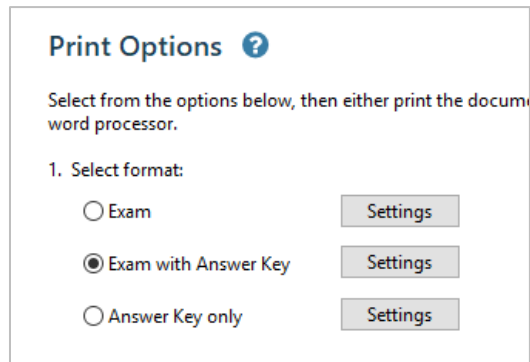 Print Options ?
Select from the options below, then either print the docum
word processor.
1. Select format:
Exam Settings
Exam with Answer Key Settings
Answer Key only Settings